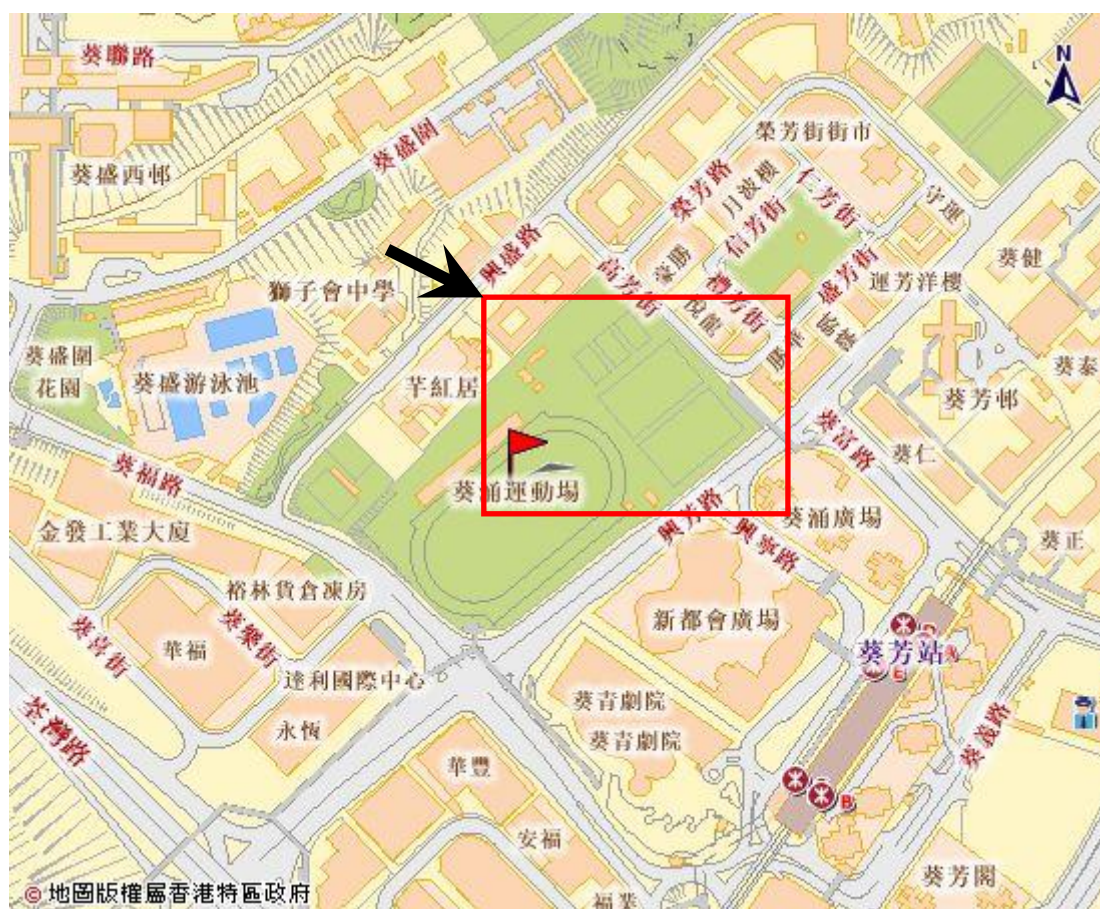 葵聯路
N
榮芳街街市
葵盛圍
葵盛西邨
榮芳路
月波樓
仁芳街
信芳街
守運
興盛路
豪勝
盛芳街
葵健
富芳街
禮芳街
運芳洋樓
獅子會中學
悅龍
協盛
勝華
葵盛圍
花園
葵盛游泳池
芊紅居
葵泰
葵芳邨
葵富路
葵仁
葵福路
葵涌運動場
興芳路
葵涌廣場
金發工業大廈
興寧路
葵正
裕林貨倉凍房
新都會廣場
葵喜街
華福
葵樂街
葵芳站
E
達利國際中心
葵青劇院
荃灣路
永恆
葵青劇院
葵義路
華豐
B
安福
葵芳閣
©地圖版權屬香港特區政府
福業